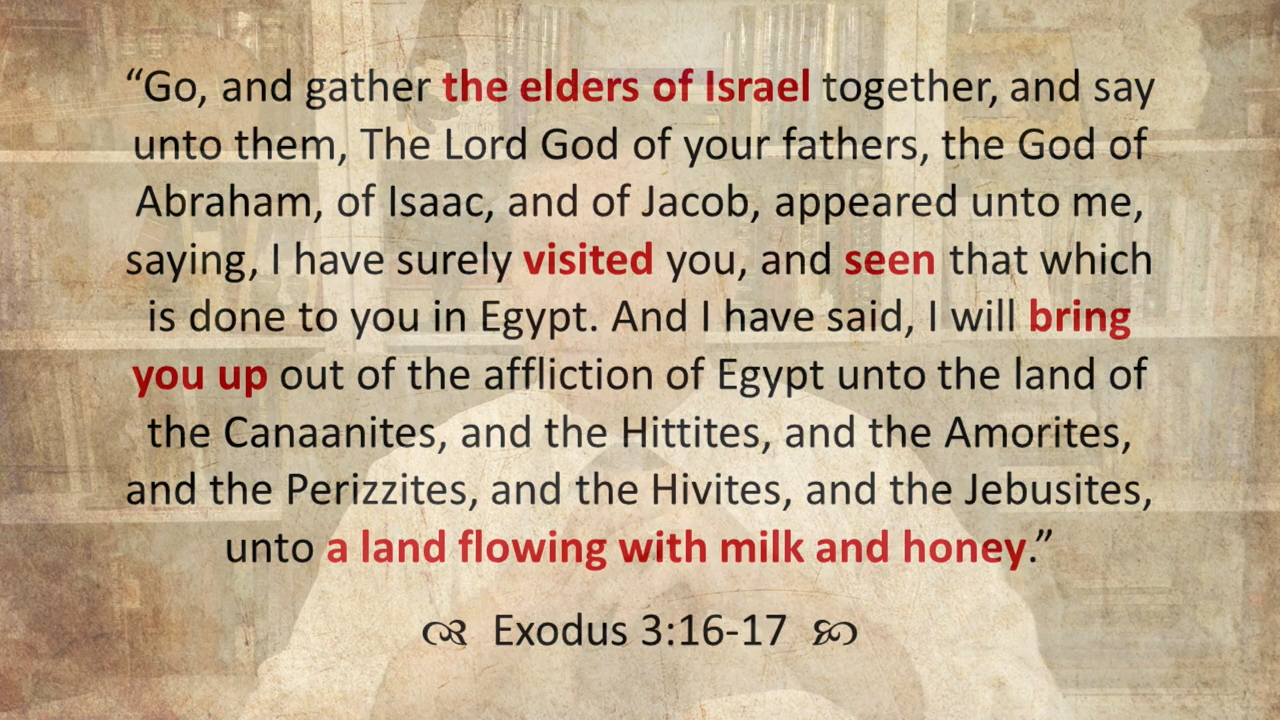 “Go, and gather the elders of Israel together, and say
unto them, The Lord God of your fathers, the God of
Abraham, of Isaac, and of Jacob, appeared unto me,
saying, I have surely visited you, and seen that which
is done to you in Egypt. And I have said, I will bring
you up out of the affliction of Egypt unto the land of
the Canaanites, and the Hittites, and the Amorites,
and the Perizzites, and the Hivites, and the Jebusites,
unto a land flowing with milk and honey.”
Exodus 3:16-17